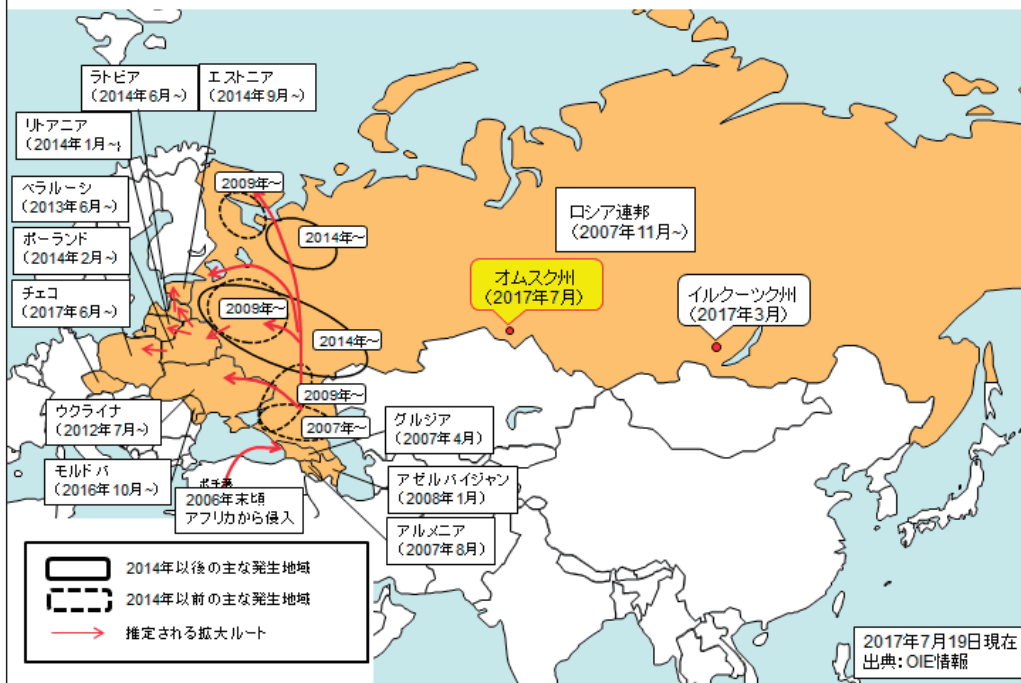 ラトビア
(2014年6月~)
エストニア
(2014年9月~)
リトアニア
(2014年1月~)
ベラルーシ
(2013年6月~)
ポーランド
(2014年2月~)
チェコ
(2017年6月~)
2009年~
2014年~
2009年~
2014年~
2009年~
2007年~
ロシア連邦
(2007年11月~)
オムスク州
(2017年7月)
イルクーツク州
(2017年3月)
ウクライナ
(2012年7月~)
モルドバ
(2016年10月~)
グルジア
(2007年4月)
アゼルバイジャン
(2008年1月)
アルメニア
(2007年8月)
2006年末頃
アフリカから侵入
2014年以後の主な発生地域
2014年以前の主な発生地域
推定される拡大ルート
2017年7月19日現在
出典:OIE情報